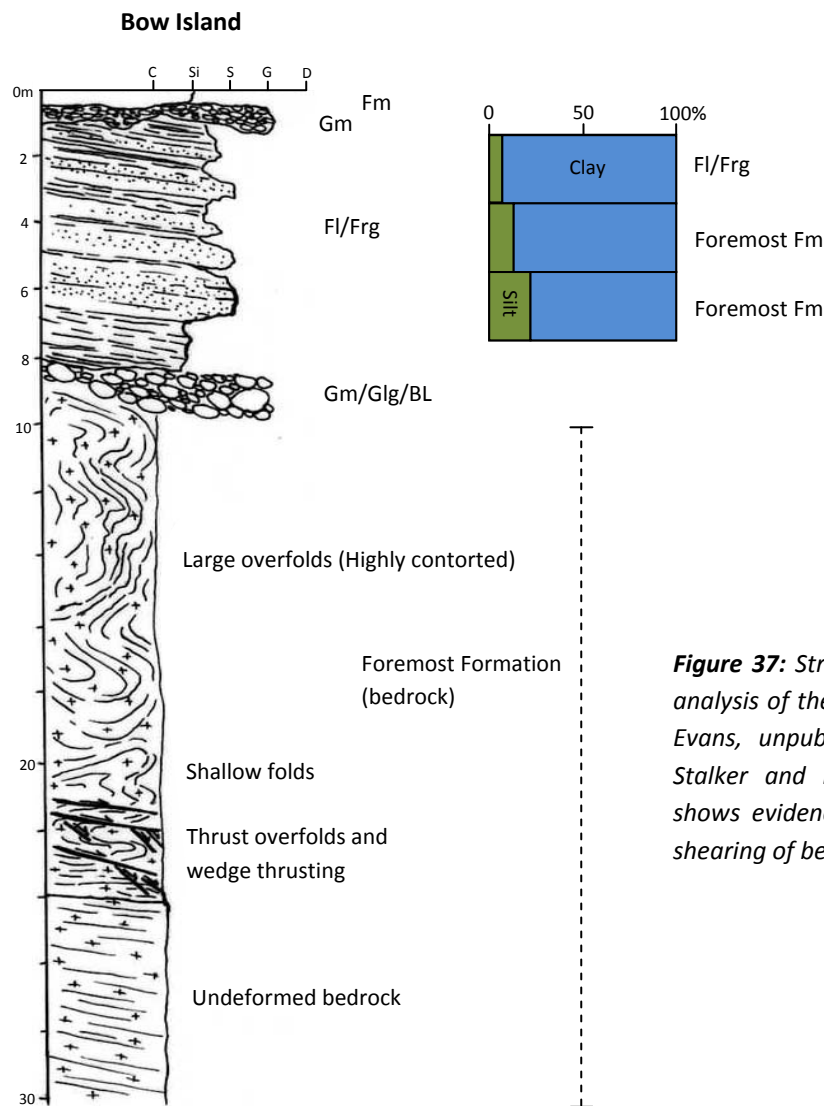 Bow Island
C Si S G D
0m
2
4
6
8
10
20
30
Fm
Gm
Fl/Frg
Gm/Glg/BL
Large overfolds (Highly contorted)
Foremost Formation
(bedrock)
Shallow folds
Thrust overfolds and
wedge thrusting
Undeformed bedrock
0 50 100%
Clay
Fl/Frg
Foremost Fm
Silt
Foremost Fm
Figure 37: Str
analysis of the
Evans, unpub
Stalker and
shows evidenc
shearing of be